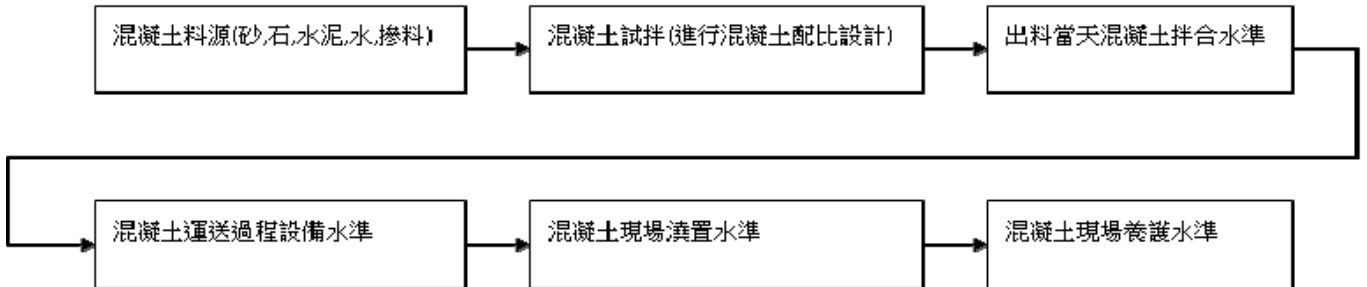 混凝土料源(砂,石,水泥,水,摻料)
混凝土試拌(進行混凝土配比設計)
出料當天混凝土拌合水準
混凝土運送過程設備水準
混凝土現場澆置水準
混凝土現場養護水準